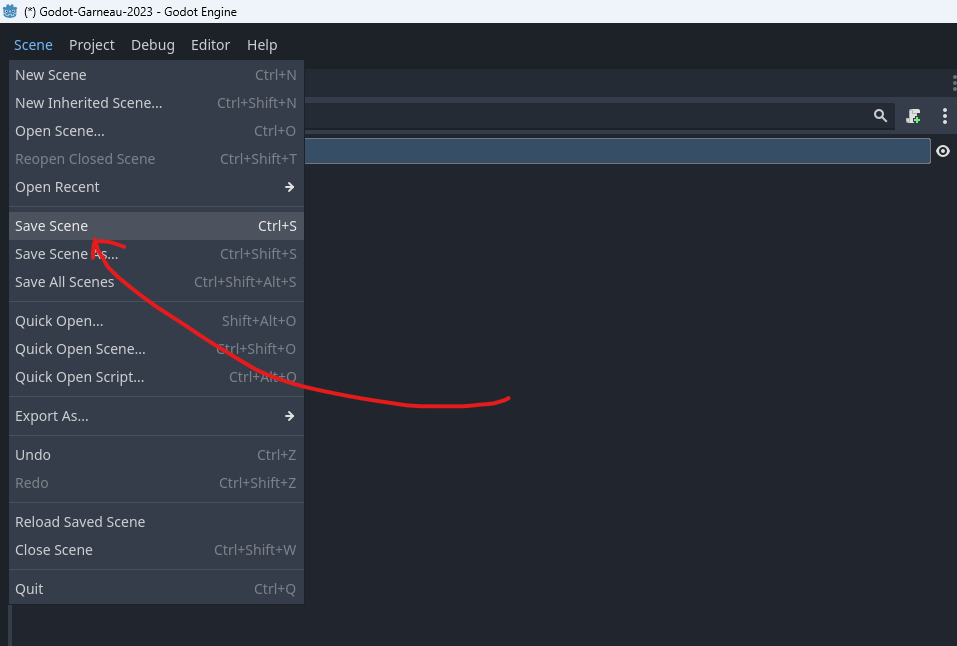 (*) Godot-Garneau-2023 - Godot Engine
Scene Project Debug Editor Help
New Scene Ctrl+N
New Inherited Scene... Ctrl+Shift+N
Open Scene... Ctrl+O
Reopen Closed Scene Ctrl+Shift+T
Open Recent
Save Scene Ctrl+S
Save Scene As... Ctrl+Shift+S
Save All Scenes Ctrl+Shift+Alt+S
Quick Open... Shift+Alt+O
Quick Open Scene... Ctrl+Shift+O
Quick Open Script... Ctrl+Alt+O
Export As...
Undo Ctrl+Z
Redo Ctrl+Shift+Z
Reload Saved Scene
Close Scene Ctrl+Shift+W
Quit Ctrl+Q